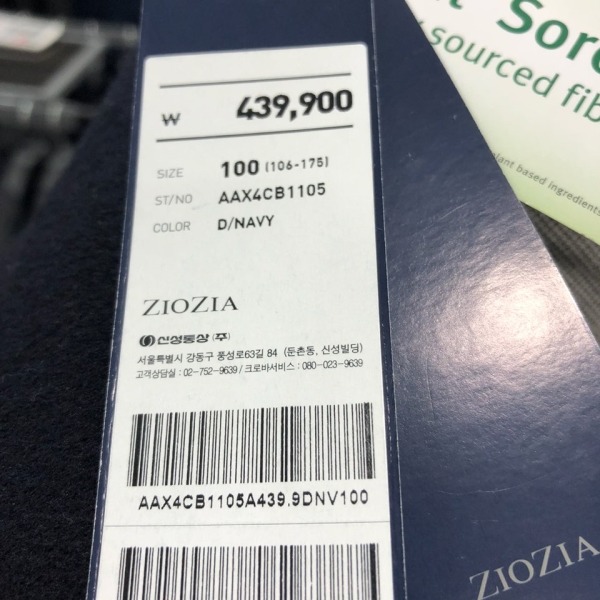 ₩ 439,900
SIZE 100 (106-175)
ST/NO AAX4CB1105
COLOR D/NAVY
ZIOZIA
신성통상 (주)
서울특별시 강동구 풍성로63길 84 (둔촌동, 신성빌딩)
고객상담실 : 02-752-9639 / 크로바서비스 : 080-023-9639
AAX4CB1105A439.9DNV100
ZIOZIA
sourced fib
plant based ingredients